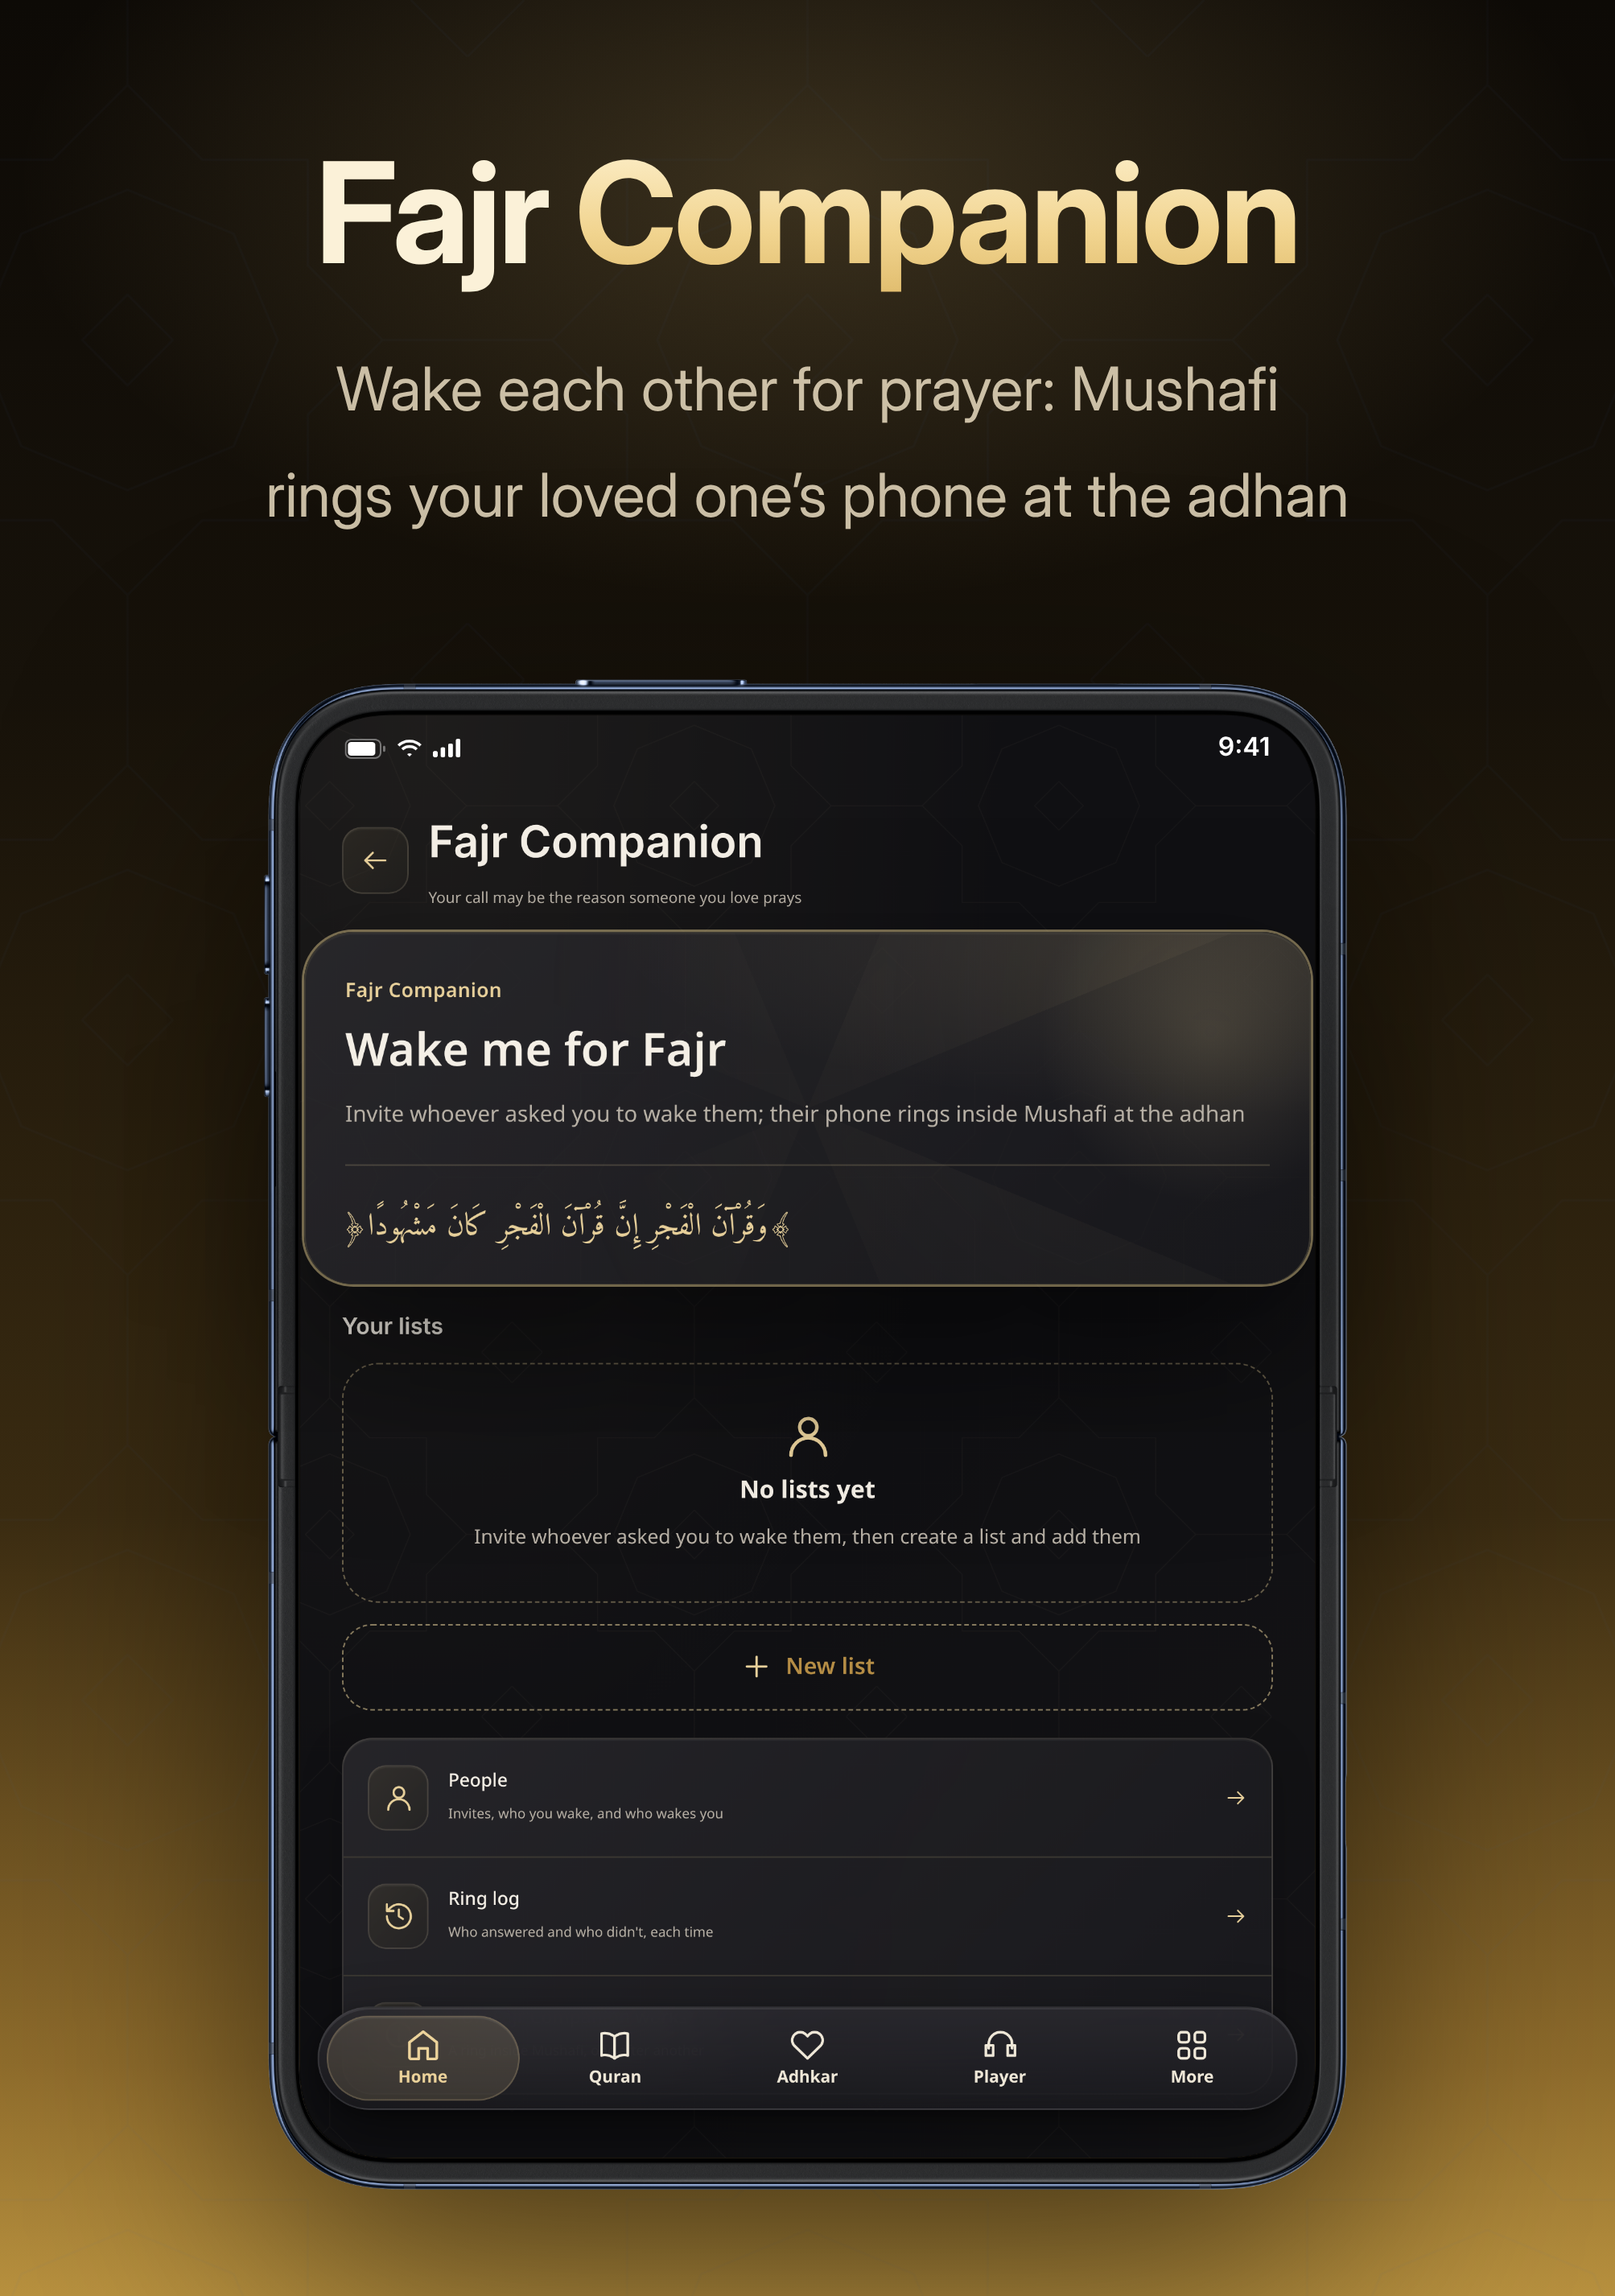 Fajr Companion
Wake each other for prayer: Mushafi
rings your loved one’s phone at the adhan
9:41
Fajr Companion
Your call may be the reason someone you love prays
Fajr Companion
Wake me for Fajr
Invite whoever asked you to wake them; their phone rings inside Mushafi at the adhan
﴿وَقُرْآنَ الْفَجْرِ إِنَّ قُرْآنَ الْفَجْرِ كَانَ مَشْهُودًا﴾
Your lists
No lists yet
Invite whoever asked you to wake them, then create a list and add them
New list
People
Invites, who you wake, and who wakes you
Ring log
Who answered and who didn't, each time
Home
Quran
Adhkar
Player
More